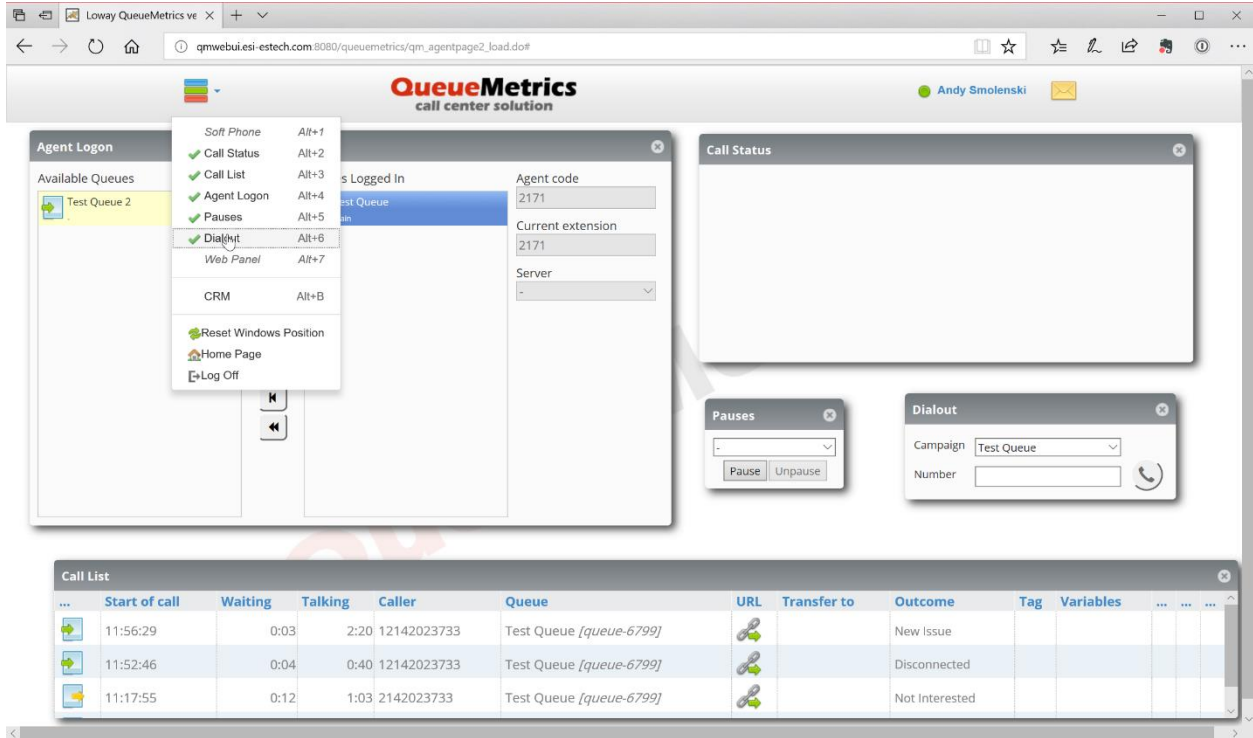 Loway QueueMetrics ve
qmwebui.esi-estech.com:8080/queuemetrics/qm_agentpage2_load.do#
QueueMetrics
call center solution
Andy Smolenski
Soft Phone Alt+1
Call Status Alt+2
Call List Alt+3
Agent Logon Alt+4
Pauses Alt+5
Dialout Alt+6
Web Panel Alt+7
CRM Alt+B
Reset Windows Position
Home Page
Log Off
Agent Logon
Available Queues
Test Queue 2
s Logged In
est Queue
ain
Agent code
2171
Current extension
2171
Server
-
Call Status
Pauses
-
Pause Unpause
Dialout
Campaign Test Queue
Number
Call List
... Start of call Waiting Talking Caller Queue URL Transfer to Outcome Tag Variables ... ... ...
11:56:29 0:03 2:20 12142023733 Test Queue [queue-6799] New Issue
11:52:46 0:04 0:40 12142023733 Test Queue [queue-6799] Disconnected
11:17:55 0:12 1:03 2142023733 Test Queue [queue-6799] Not Interested